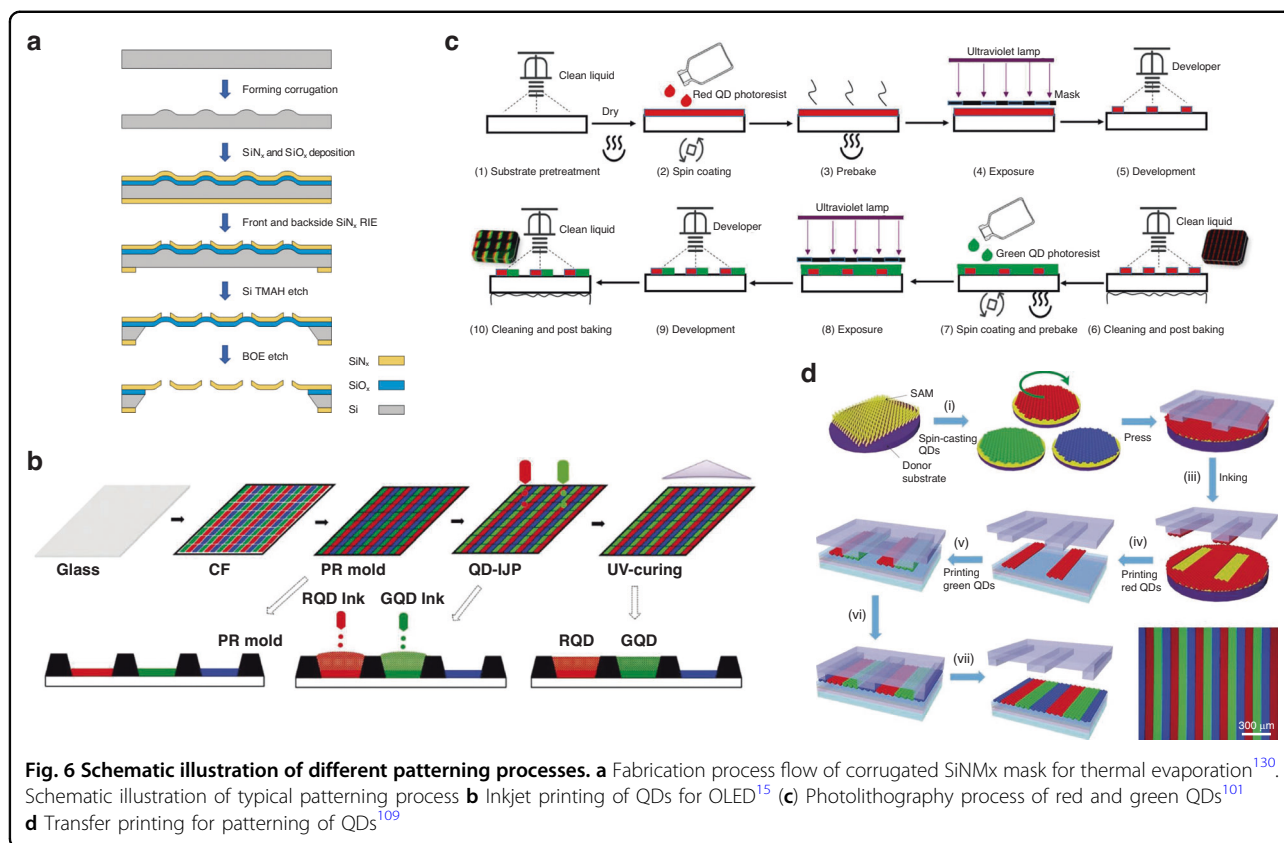 a
Forming corrugation
SiNx and SiOx deposition
Front and backside SiNx RIE
Si TMAH etch
BOE etch
SiNx
SiOx
Si
c
Clean liquid
Dry
Red QD photoresist
Ultraviolet lamp
Mask
Developer
(1) Substrate pretreatment
(2) Spin coating
(3) Prebake
(4) Exposure
(5) Development
Clean liquid
Developer
Ultraviolet lamp
Green QD photoresist
Clean liquid
(10) Cleaning and post baking
(9) Development
(8) Exposure
(7) Spin coating and prebake
(6) Cleaning and post baking
b
Glass
CF
PR mold
QD-IJP
UV-curing
PR mold
RQD Ink
GQD Ink
RQD
GQD
d
SAM
(i)
Spin-casting
QDs
Donor
substrate
Press
(iii)
Inking
(iv)
Printing
red QDs
(v)
Printing
green QDs
(vi)
(vii)
300 μm
Fig. 6 Schematic illustration of different patterning processes. a Fabrication process flow of corrugated SiNMx mask for thermal evaporation130.
Schematic illustration of typical patterning process b Inkjet printing of QDs for OLED15 (c) Photolithography process of red and green QDs101
d Transfer printing for patterning of QDs109